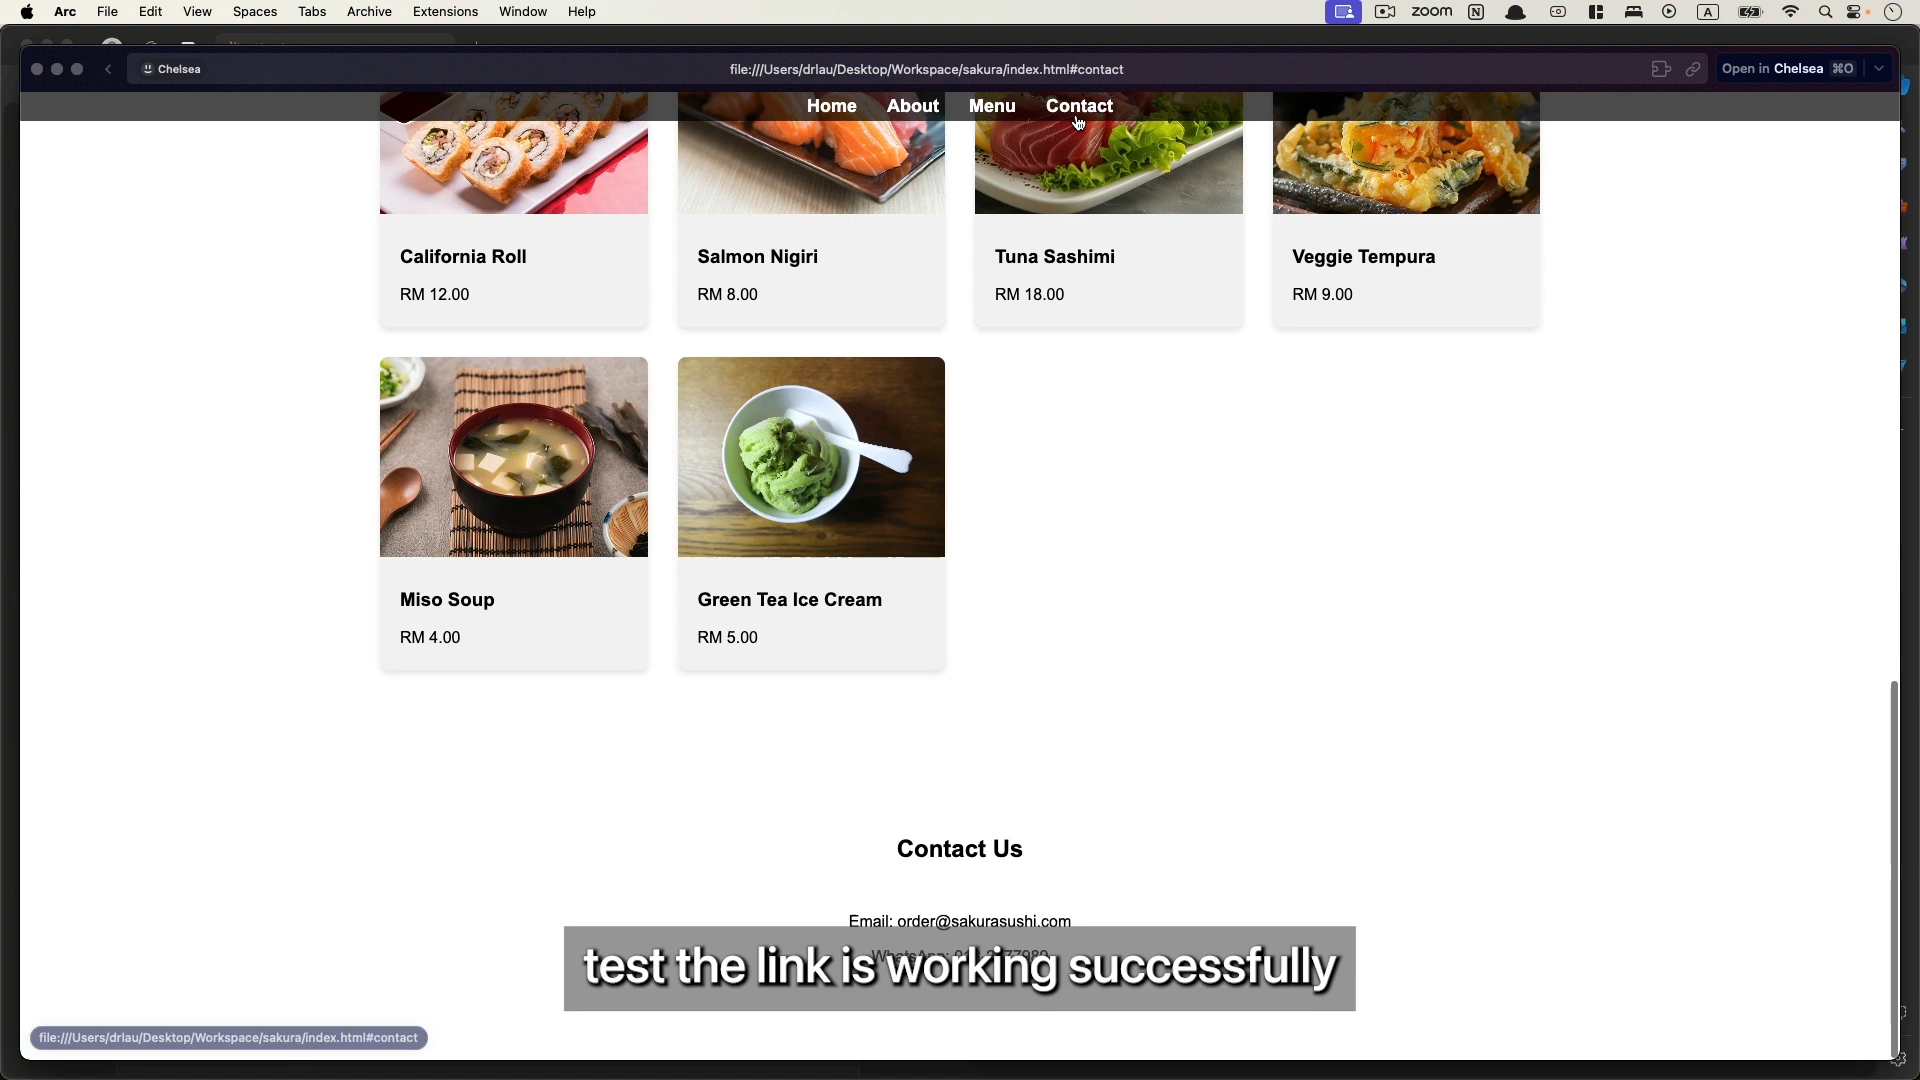 Arc File Edit View Spaces Tabs Archive Extensions Window Help
zoom
Chelsea
file:///Users/drlau/Desktop/Workspace/sakura/index.html#contact
Open in Chelsea ⌘O
Home About Menu Contact
California Roll
RM 12.00
Salmon Nigiri
RM 8.00
Tuna Sashimi
RM 18.00
Veggie Tempura
RM 9.00
Miso Soup
RM 4.00
Green Tea Ice Cream
RM 5.00
Contact Us
Email: order@sakurasushi.com
test the link is working successfully
file:///Users/drlau/Desktop/Workspace/sakura/index.html#contact